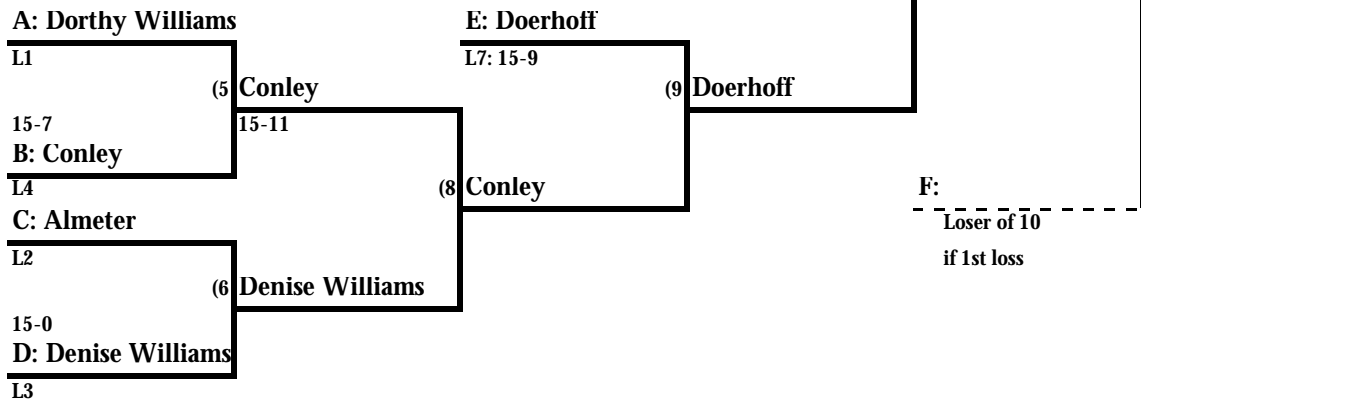 A: Dorthy Williams
L1
(5 Conley
15-7
15-11
B: Conley
L4
C: Almeter
L2
(6 Denise Williams
15-0
D: Denise Williams
L3
(8 Conley
E: Doerhoff
L7: 15-9
(9 Doerhoff
F:
Loser of 10
if 1st loss